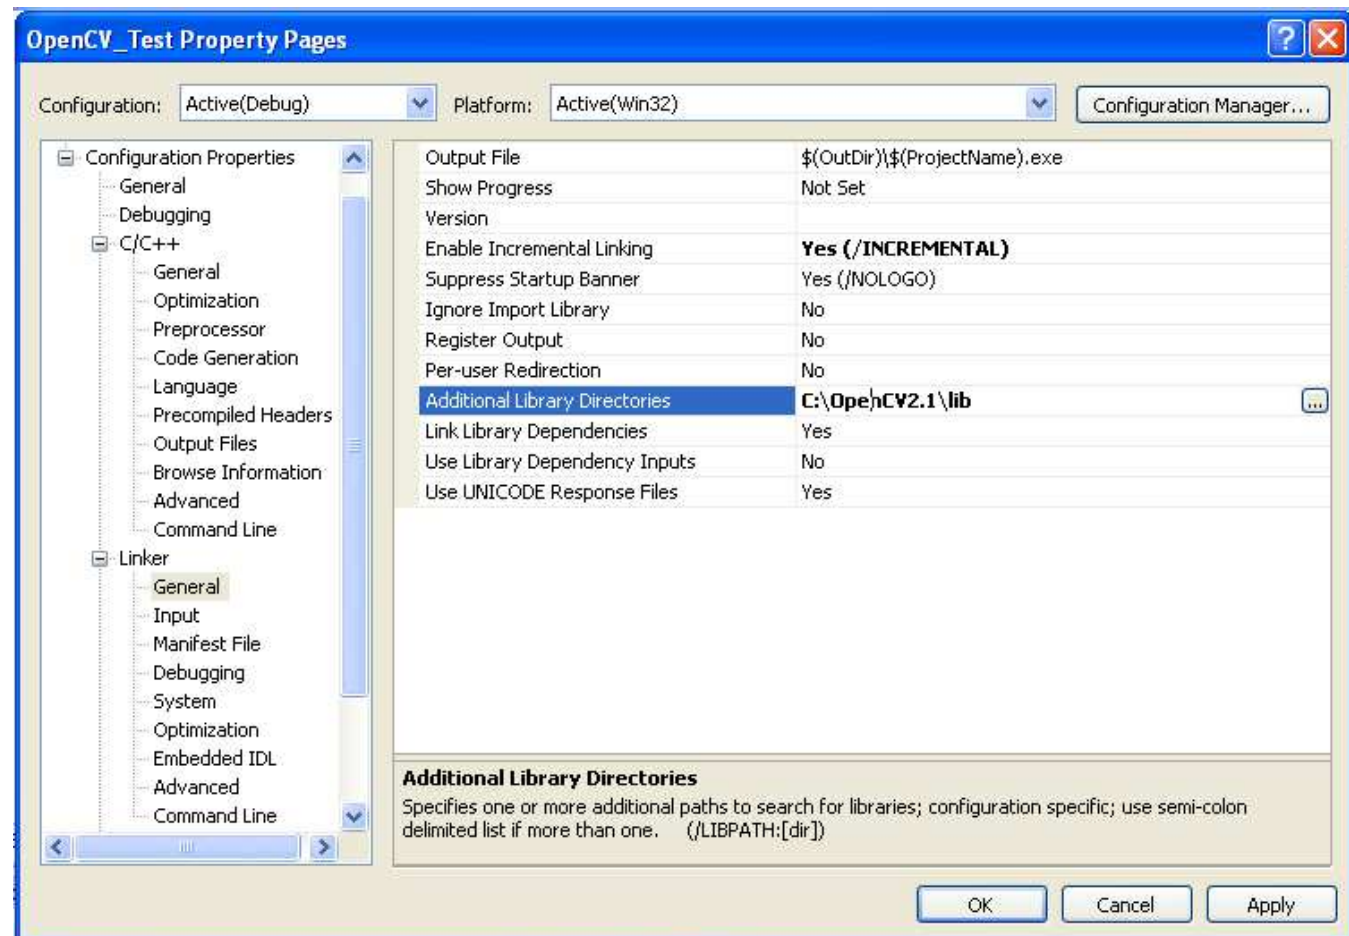 OpenCV_Test Property Pages
Configuration: Active(Debug) Platform: Active(Win32) Configuration Manager...
Configuration Properties
General
Debugging
C/C++
General
Optimization
Preprocessor
Code Generation
Language
Precompiled Headers
Output Files
Browse Information
Advanced
Command Line
Linker
General
Input
Manifest File
Debugging
System
Optimization
Embedded IDL
Advanced
Command Line
Output File $(OutDir)\$(ProjectName).exe
Show Progress Not Set
Version
Enable Incremental Linking Yes (/INCREMENTAL)
Suppress Startup Banner Yes (/NOLOGO)
Ignore Import Library No
Register Output No
Per-user Redirection No
Additional Library Directories C:\OpenCV2.1\lib ...
Link Library Dependencies Yes
Use Library Dependency Inputs No
Use UNICODE Response Files Yes
Additional Library Directories
Specifies one or more additional paths to search for libraries; configuration specific; use semi-colon
delimited list if more than one. (/LIBPATH:[dir])
OK Cancel Apply